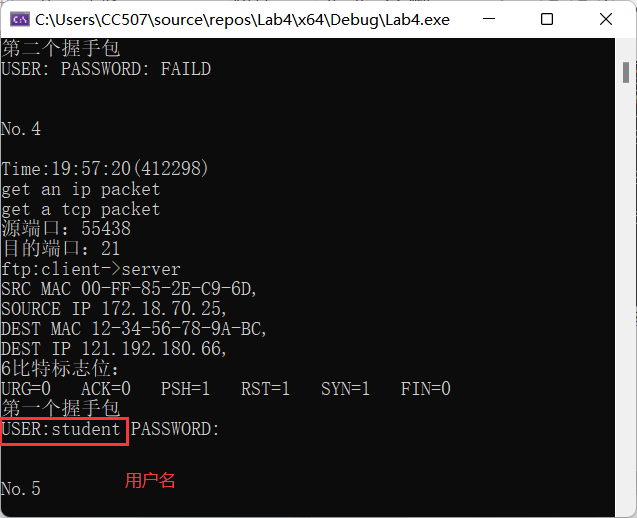 C:\Users\CC507\source\repos\Lab4\x64\Debug\Lab4.exe
第二个握手包
USER: PASSWORD: FAILD
No.4
Time:19:57:20(412298)
get an ip packet
get a tcp packet
源端口：55438
目的端口：21
ftp:client->server
SRC MAC 00-FF-85-2E-C9-6D,
SOURCE IP 172.18.70.25,
DEST MAC 12-34-56-78-9A-BC,
DEST IP 121.192.180.66,
6比特标志位：
URG=0 ACK=0 PSH=1 RST=1 SYN=1 FIN=0
第一个握手包
USER:student PASSWORD:
用户名
No.5